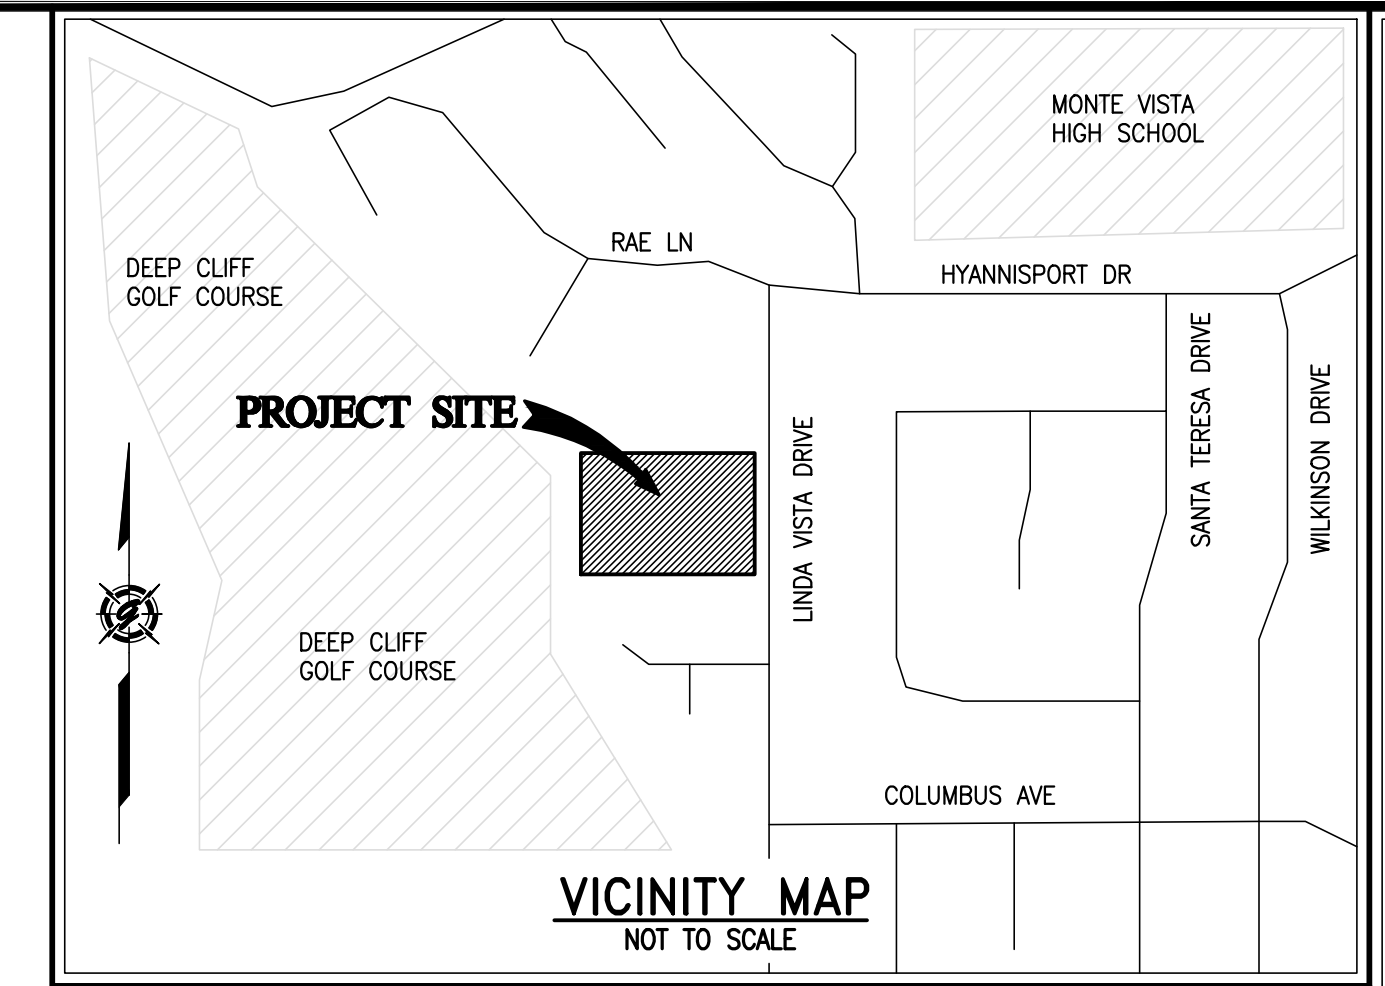 MONTE VISTA
HIGH SCHOOL
RAE LN
DEEP CLIFF
GOLF COURSE
HYANNISPORT DR
SANTA TERESA DRIVE
WILKINSON DRIVE
PROJECT SITE
LINDA VISTA DRIVE
DEEP CLIFF
GOLF COURSE
COLUMBUS AVE
VICINITY MAP
NOT TO SCALE